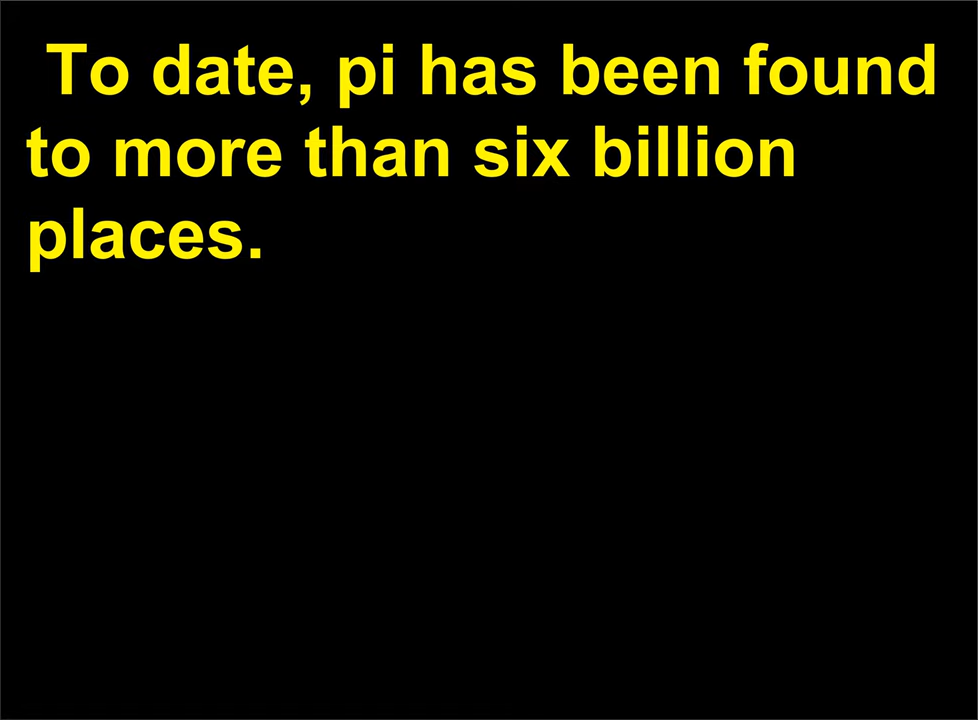 To date, pi has been found
to more than six billion
places.